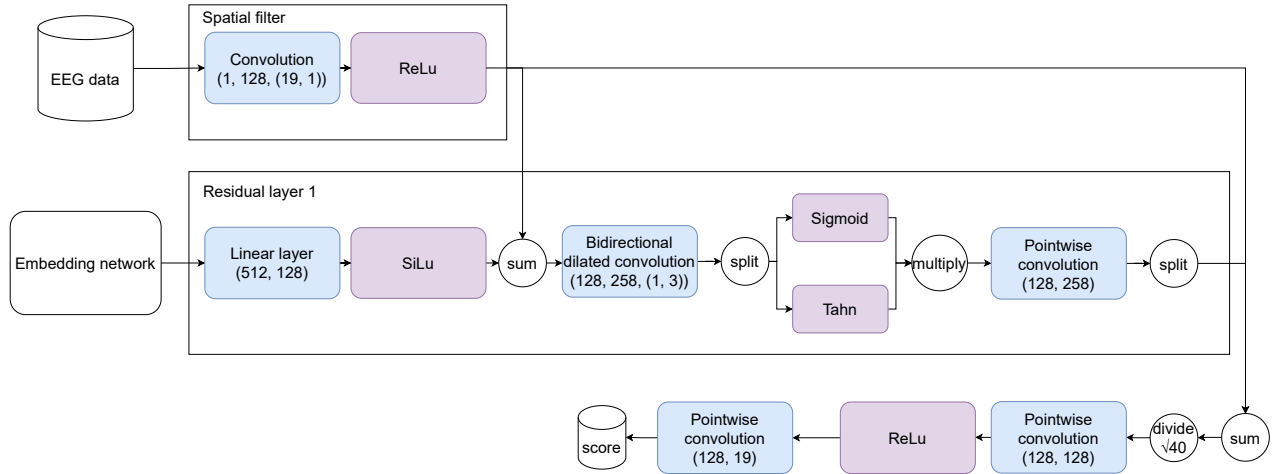 Spatial filter
EEG data
Convolution
(1, 128, (19, 1))
ReLu
Residual layer 1
Embedding network
Linear layer
(512, 128)
SiLu
sum
Bidirectional
dilated convolution
(128, 258, (1, 3))
split
Sigmoid
Tahn
multiply
Pointwise
convolution
(128, 258)
split
score
Pointwise
convolution
(128, 19)
ReLu
Pointwise
convolution
(128, 128)
divide
√40
sum